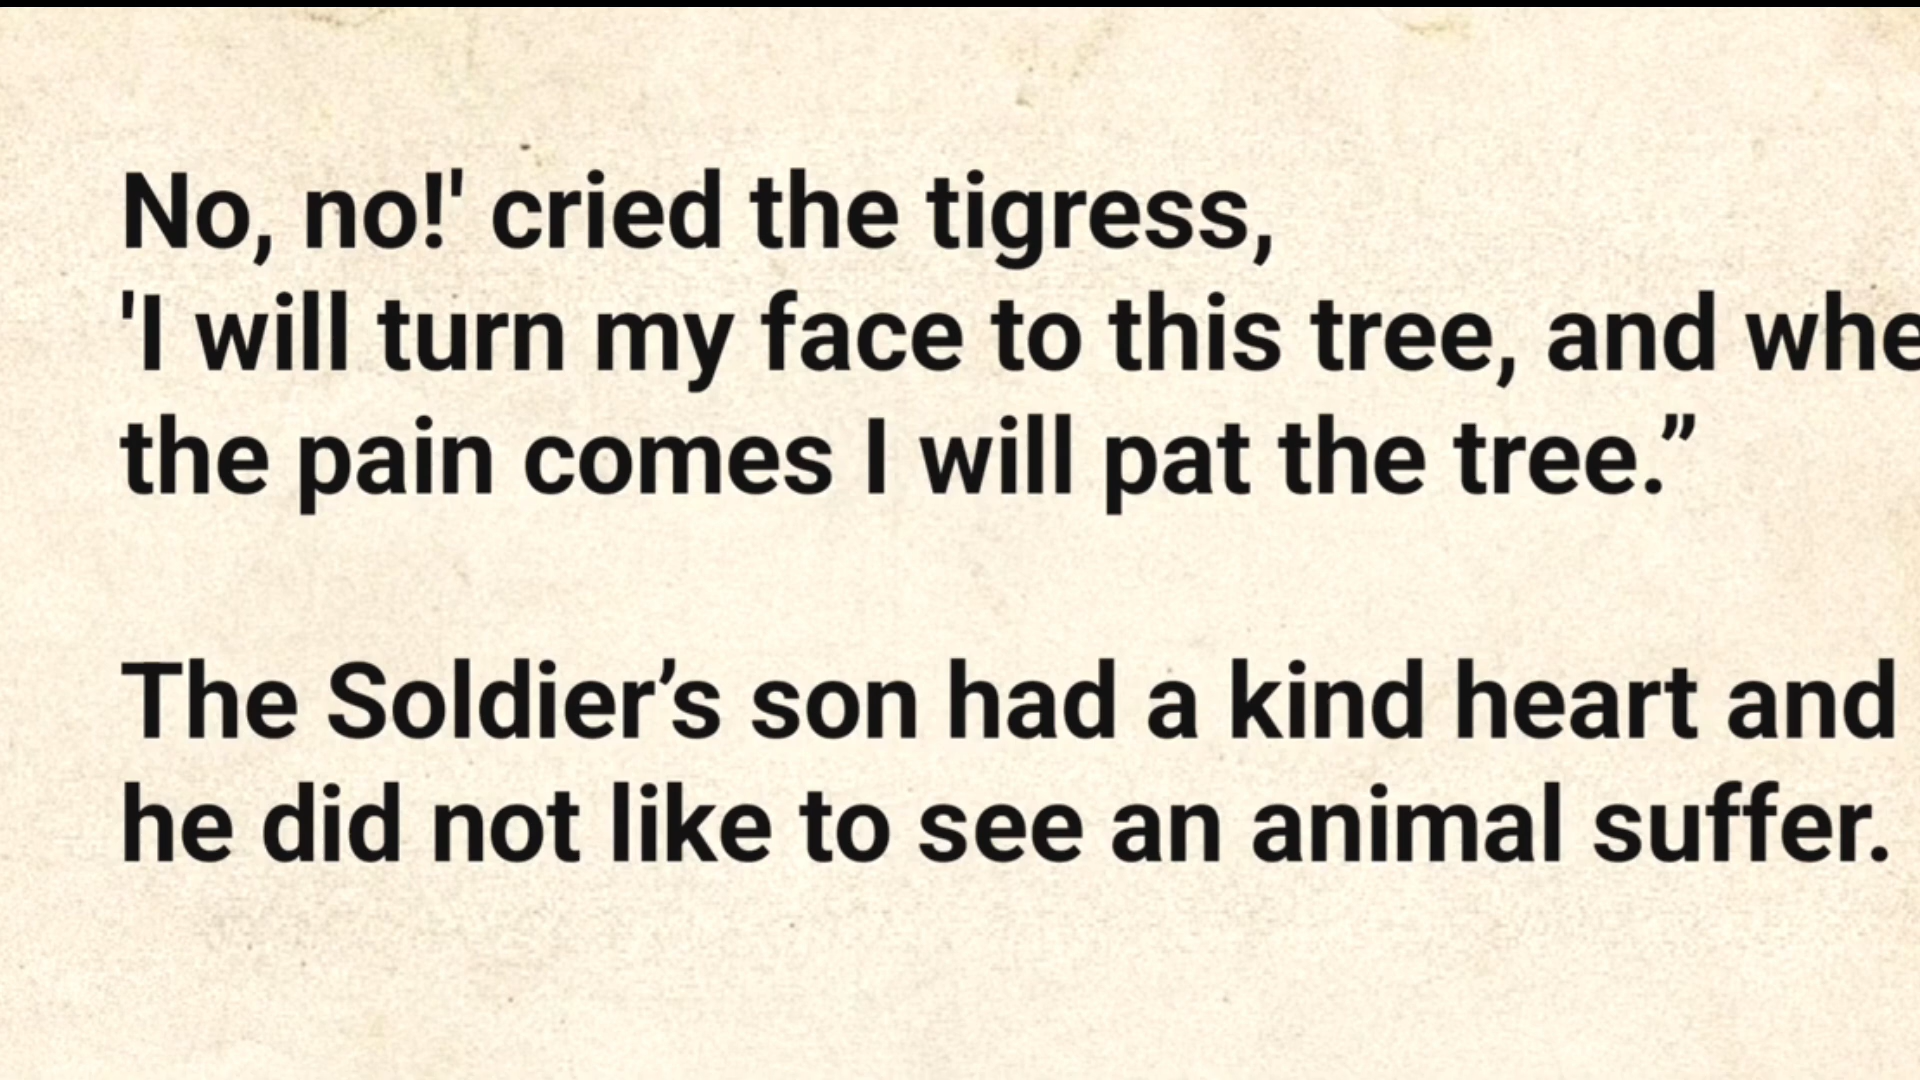 No, no!' cried the tigress,
'I will turn my face to this tree, and whe
the pain comes I will pat the tree.”
The Soldier’s son had a kind heart and
he did not like to see an animal suffer.